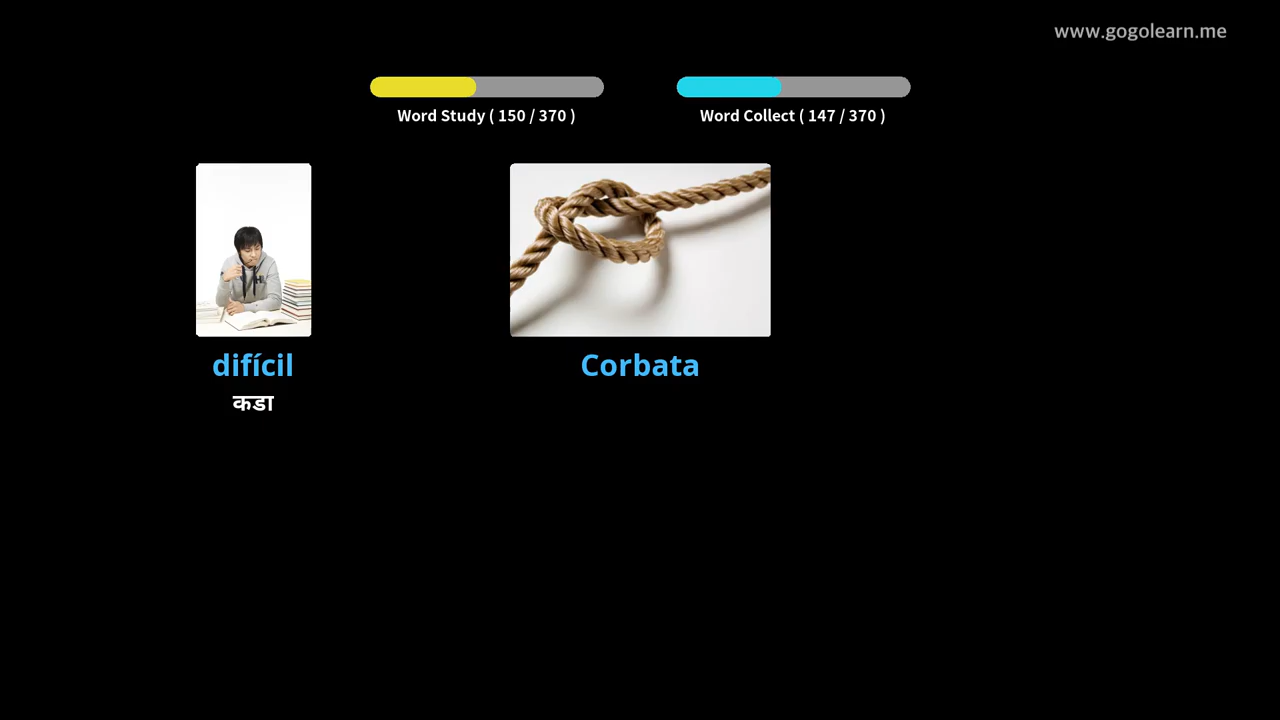 www.gogolearn.me
Word Study ( 150 / 370 )
Word Collect ( 147 / 370 )
difícil
कडा
Corbata